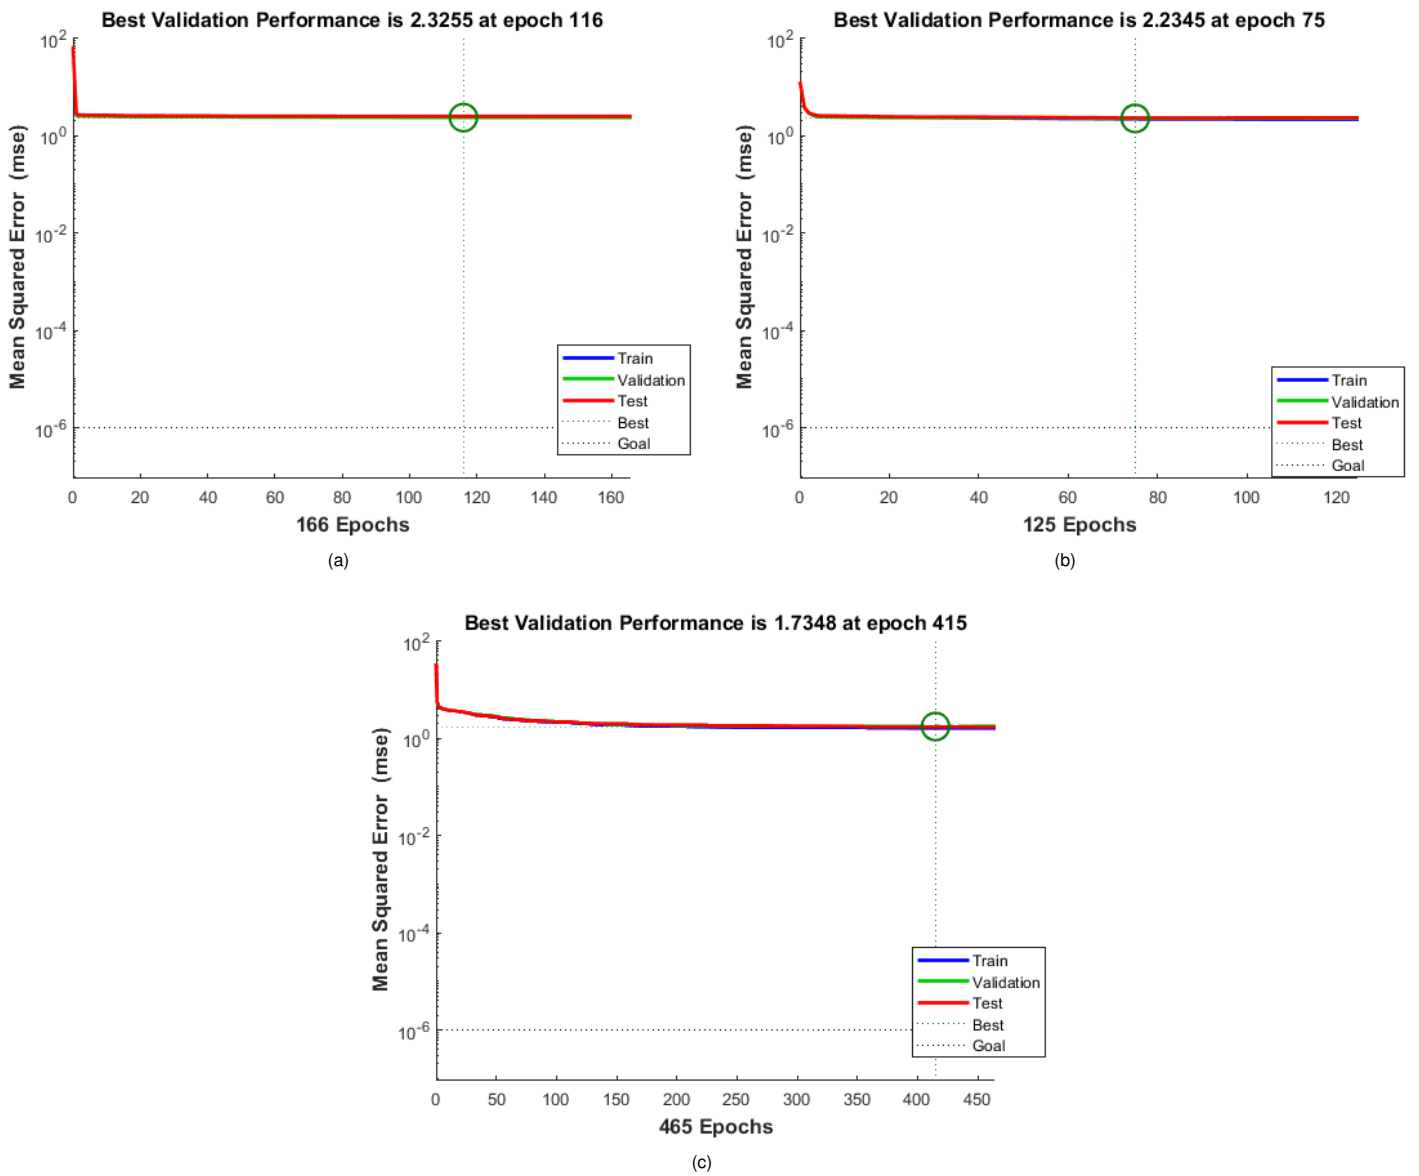 Best Validation Performance is 2.3255 at epoch 116
Mean Squared Error (mse)
10^2
10^0
10^-2
10^-4
10^-6
Train
Validation
Test
Best
Goal
0 20 40 60 80 100 120 140 160
166 Epochs
(a)
Best Validation Performance is 2.2345 at epoch 75
Mean Squared Error (mse)
10^2
10^0
10^-2
10^-4
10^-6
Train
Validation
Test
Best
Goal
0 20 40 60 80 100 120
125 Epochs
(b)
Best Validation Performance is 1.7348 at epoch 415
Mean Squared Error (mse)
10^2
10^0
10^-2
10^-4
10^-6
Train
Validation
Test
Best
Goal
0 50 100 150 200 250 300 350 400 450
465 Epochs
(c)